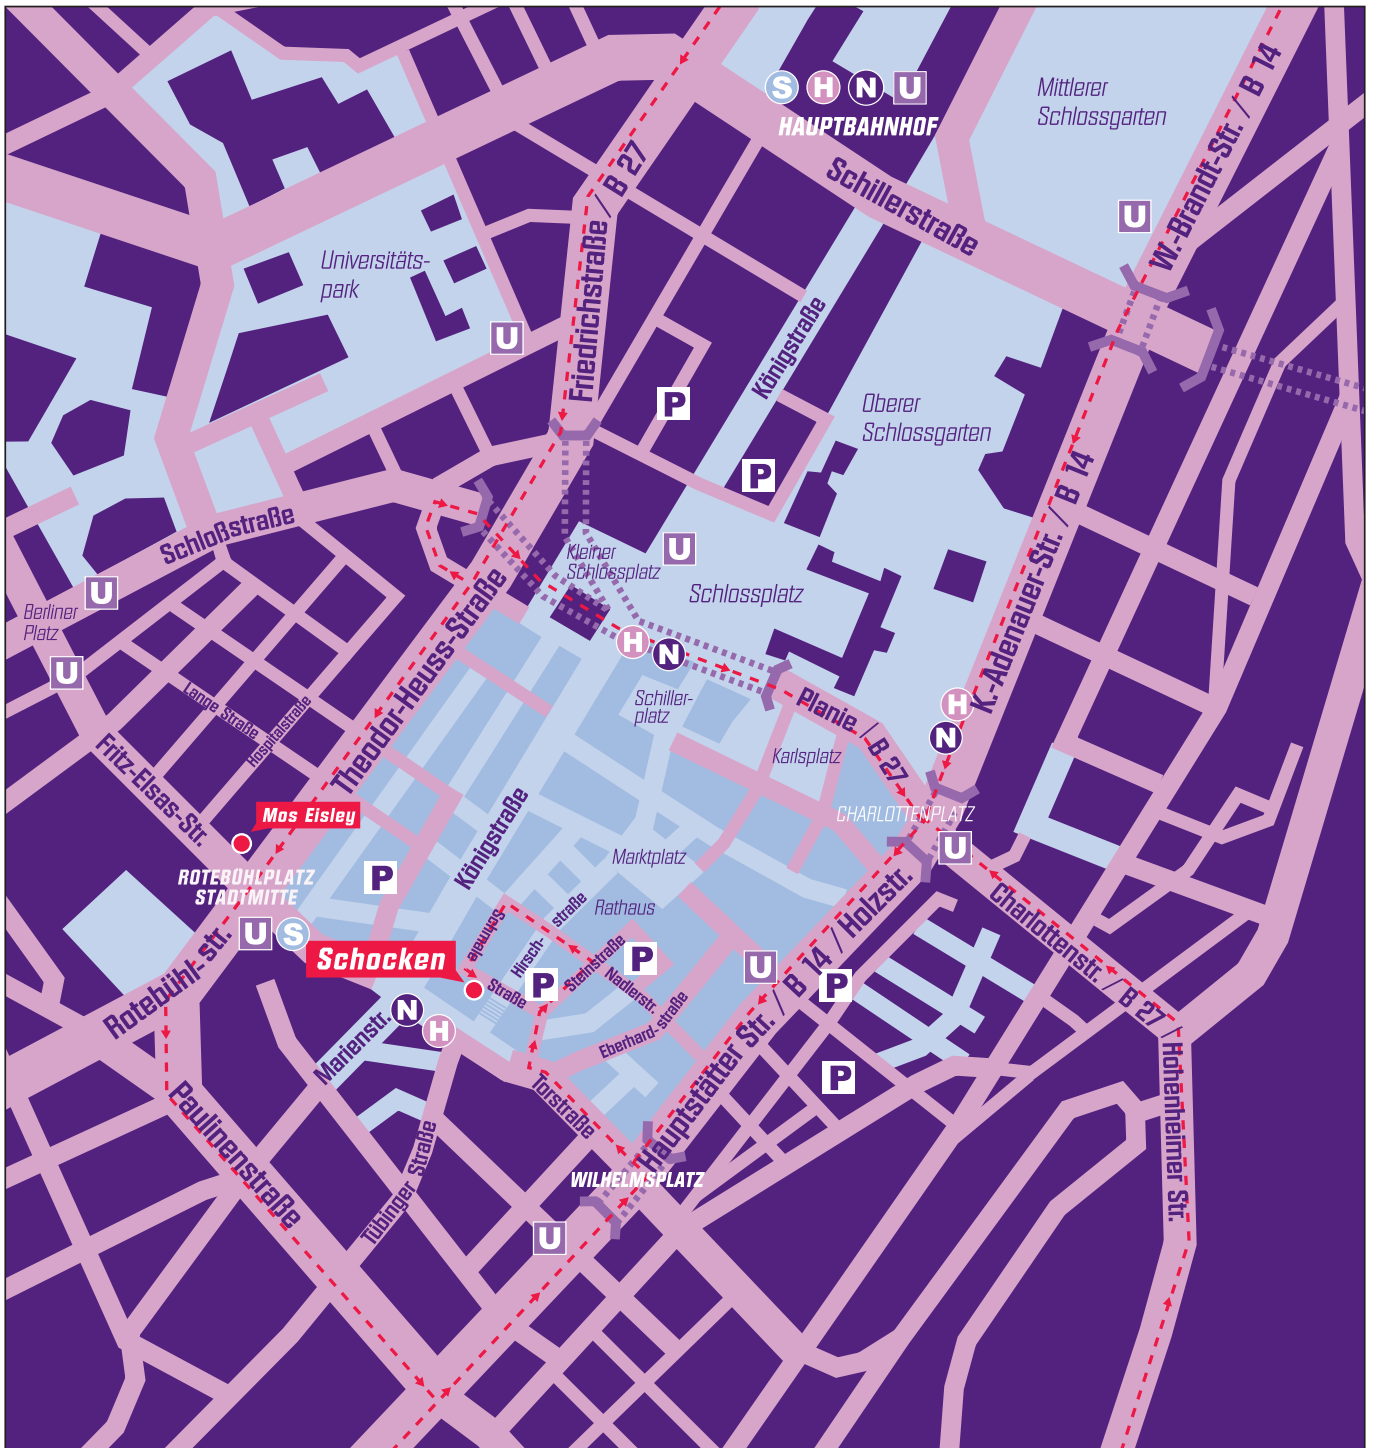 S H N U
HAUPTBAHNHOF
Mittlerer
Schlossgarten
W.-Brandt-Str. / B 14
Friedrichstraße / B 27
Schillerstraße
U
Universitäts-
park
U
Königstraße
P
Oberer
Schlossgarten
P
K.-Adenauer-Str. / B 14
Schloßstraße
Kleiner
Schlossplatz
U
Schlossplatz
U
Berliner
Platz
U
Theodor-Heuss-Straße
H N
Schiller-
platz
Planie / B 27
H
N
Lange Straße
Hospitalstraße
Fritz-Elsas-Str.
Karlsplatz
Mos Eisley
CHARLOTTENPLATZ
U
Königstraße
Marktplatz
ROTEBÜHLPLATZ
STADTMITTE
P
Rathaus
U S
Rotebühl-str.
Schocken
Schmale
Straße
Hirsch-
straße
Steinstraße
P
P
Nadlerstr.
Eberhard-straße
U
P
Hauptstätter Str. / B 14 / Holzstr.
Charlottenstr. / B 27
Hohenheimer Str.
N
H
Marienstr.
P
Torstraße
Paulinenstraße
Tübinger Straße
WILHELMSPLATZ
U